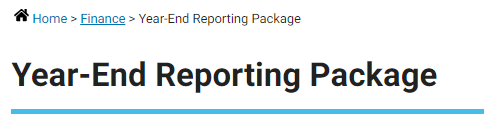 Home > Finance > Year-End Reporting Package
Year-End Reporting Package